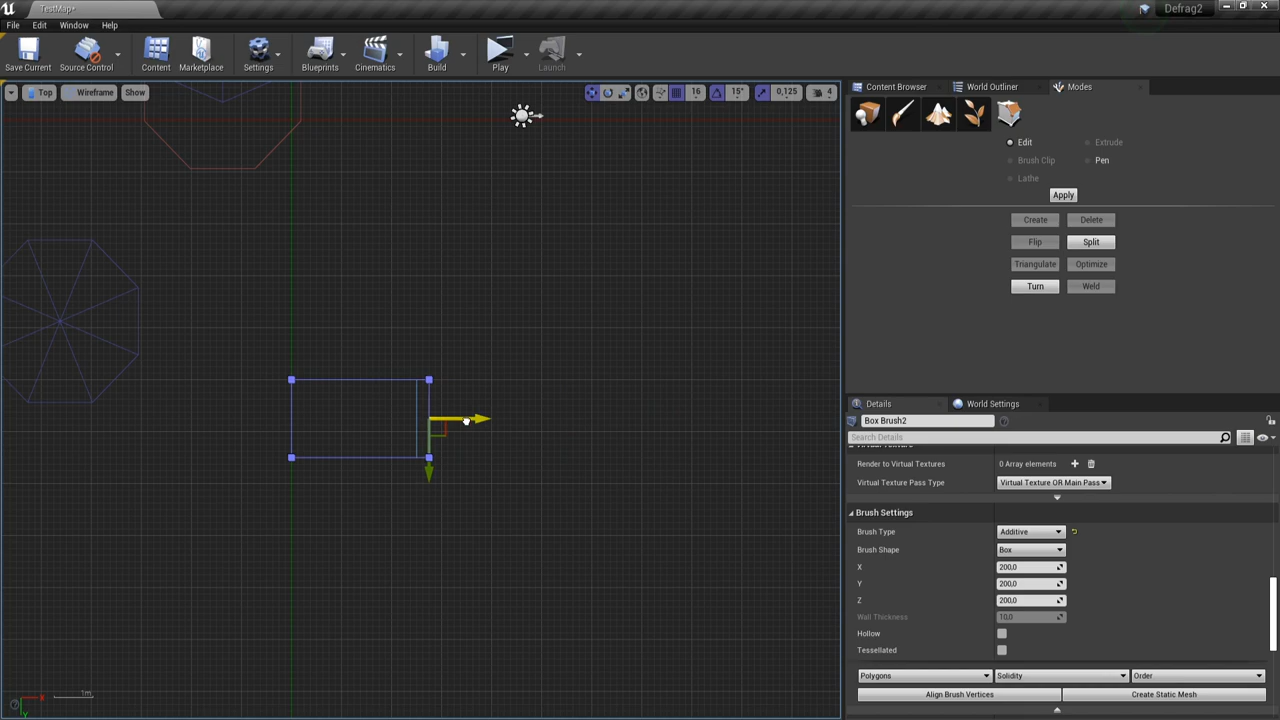 TestMap*
Defrag2
File Edit Window Help
Save Current Source Control Content Marketplace Settings Blueprints Cinematics Build Play Launch
Top Wireframe Show 16 15° 0,125 4
Content Browser World Outliner Modes
Edit Extrude
Brush Clip Pen
Lathe
Apply
Create Delete
Flip Split
Triangulate Optimize
Turn Weld
Details World Settings
Box Brush2
Search Details
Render to Virtual Textures 0 Array elements
Virtual Texture Pass Type Virtual Texture OR Main Pass
Brush Settings
Brush Type Additive
Brush Shape Box
X 200,0
Y 200,0
Z 200,0
Wall Thickness 10,0
Hollow
Tessellated
Polygons Solidity Order
Align Brush Vertices Create Static Mesh
1m
X
Y